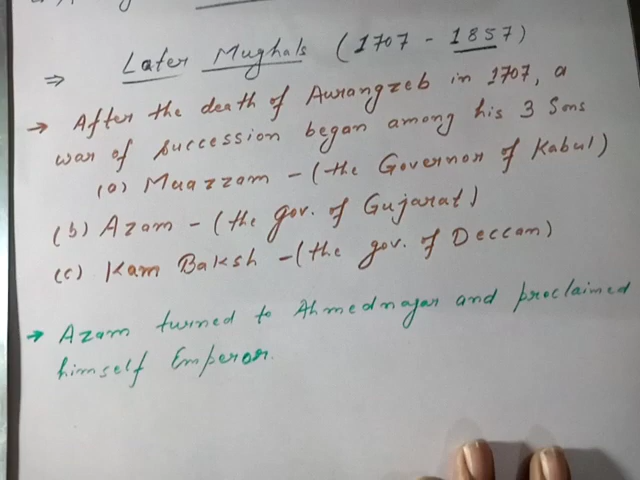 ⇒ Later Mughals (1707 - 1857)
→ After the death of Aurangzeb in 1707, a
war of succession began among his 3 Sons
(a) Muazzam - (the Governor of Kabul)
(b) Azam - (the gov. of Gujarat)
(c) Kam Baksh - (the gov. of Deccan)
→ Azam turned to Ahmednagar and proclaimed
himself Emperor.